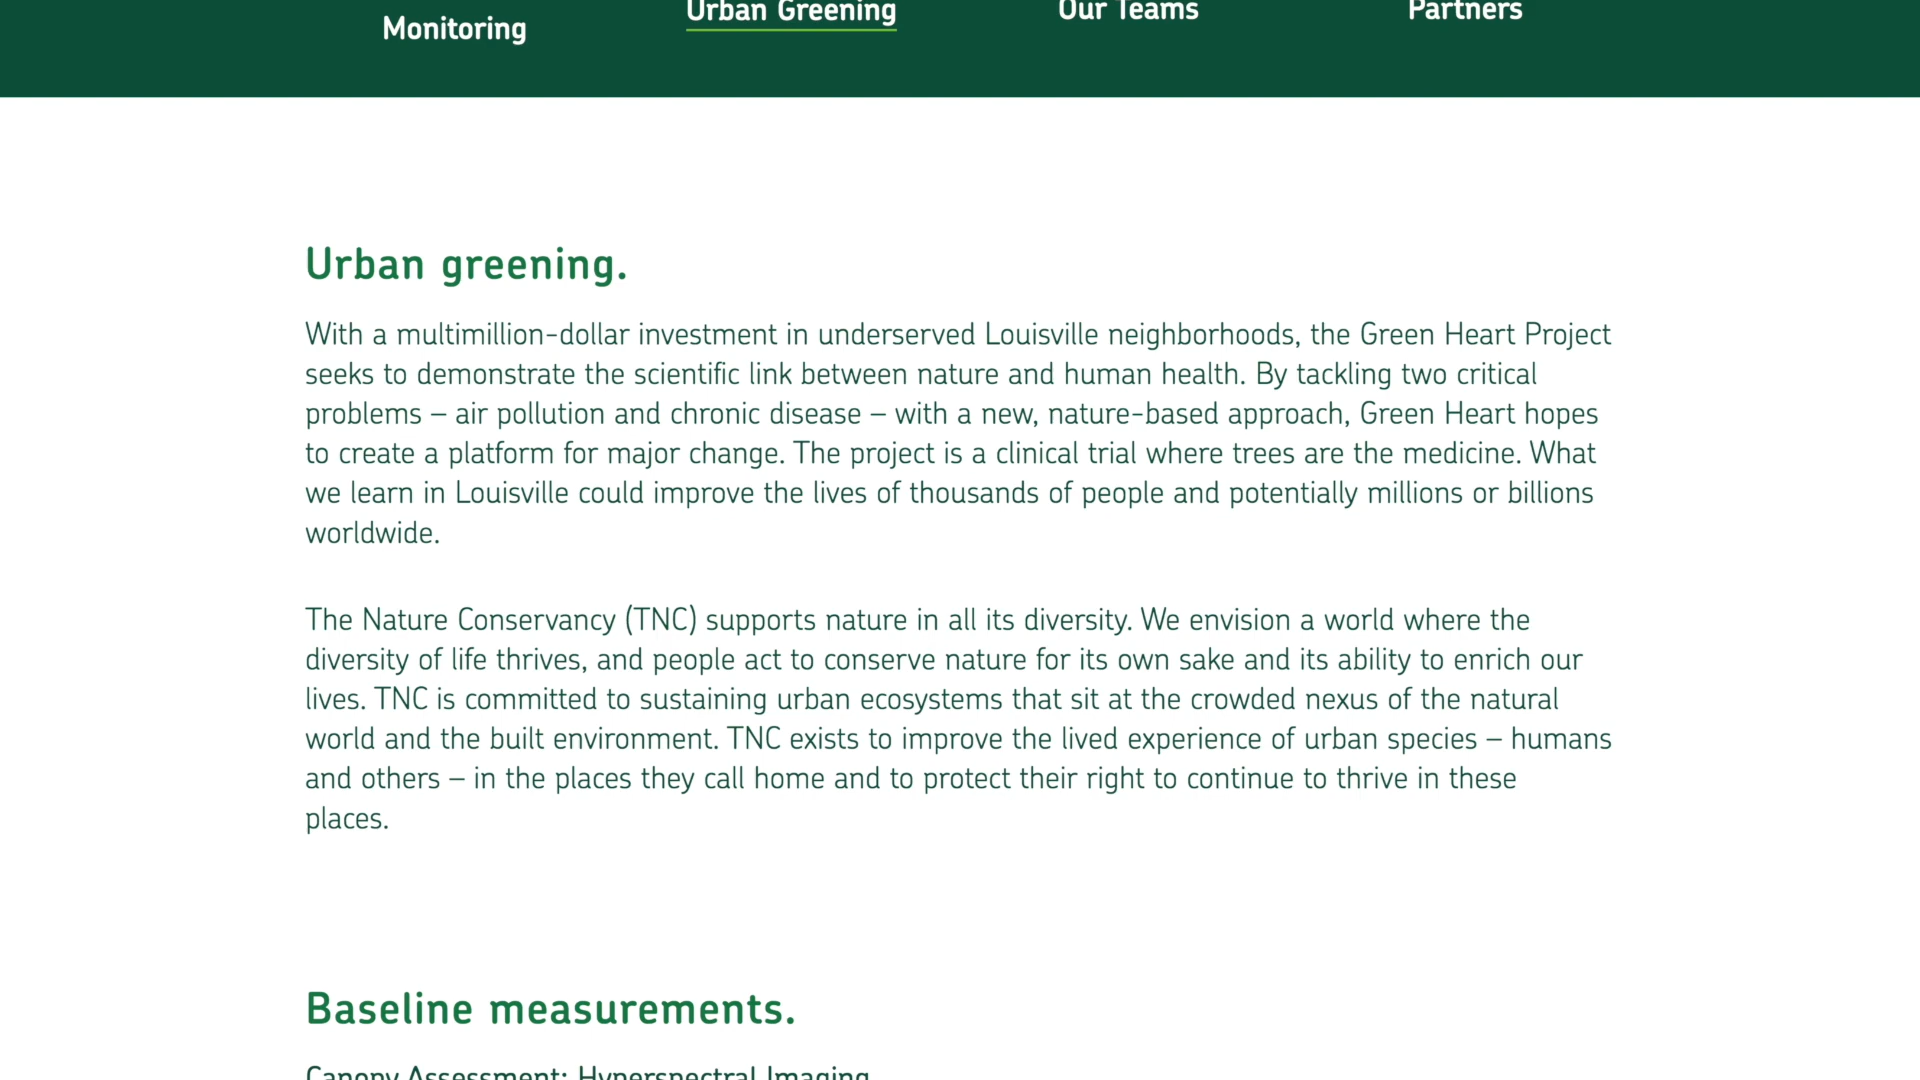 Monitoring
Urban Greening
Our Teams
Partners
Urban greening.
With a multimillion-dollar investment in underserved Louisville neighborhoods, the Green Heart Project
seeks to demonstrate the scientific link between nature and human health. By tackling two critical
problems – air pollution and chronic disease – with a new, nature-based approach, Green Heart hopes
to create a platform for major change. The project is a clinical trial where trees are the medicine. What
we learn in Louisville could improve the lives of thousands of people and potentially millions or billions
worldwide.
The Nature Conservancy (TNC) supports nature in all its diversity. We envision a world where the
diversity of life thrives, and people act to conserve nature for its own sake and its ability to enrich our
lives. TNC is committed to sustaining urban ecosystems that sit at the crowded nexus of the natural
world and the built environment. TNC exists to improve the lived experience of urban species – humans
and others – in the places they call home and to protect their right to continue to thrive in these
places.
Baseline measurements.
Canopy Assessment: Hyperspectral Imaging